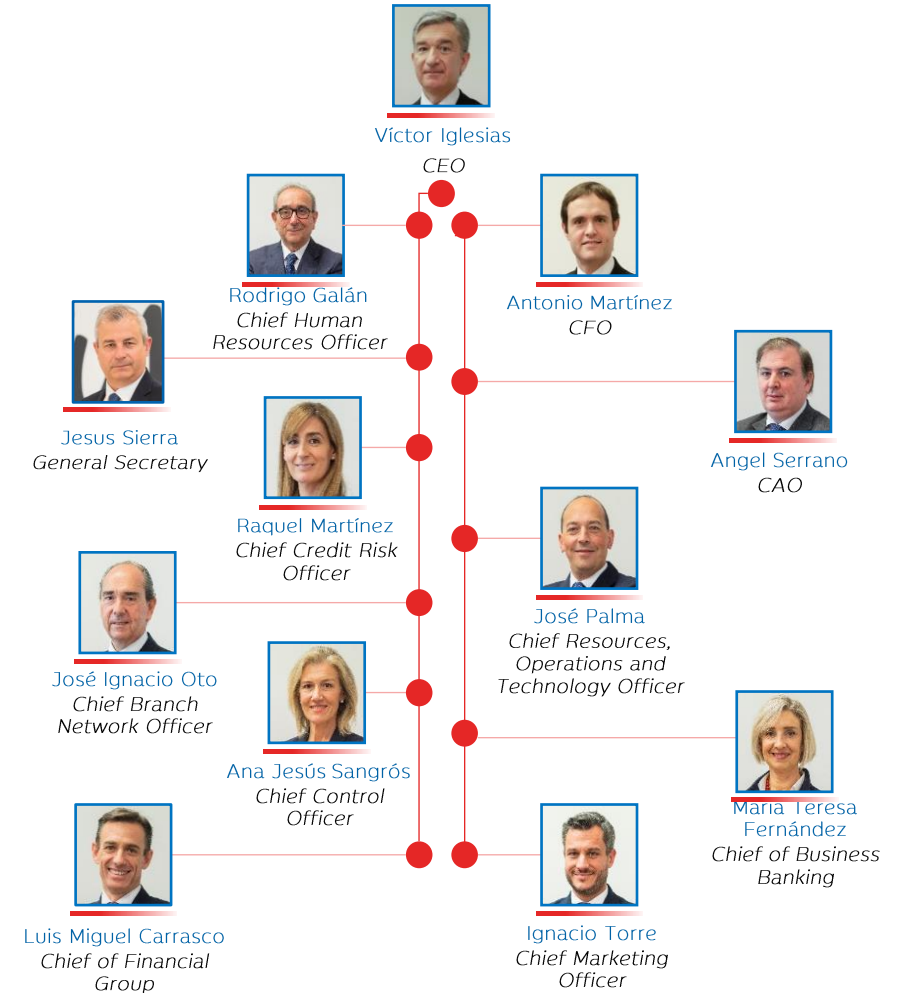 Víctor Iglesias
CEO
Rodrigo Galán
Chief Human
Resources Officer
Antonio Martínez
CFO
Jesus Sierra
General Secretary
Angel Serrano
CAO
Raquel Martínez
Chief Credit Risk
Officer
José Palma
Chief Resources,
Operations and
Technology Officer
José Ignacio Oto
Chief Branch
Network Officer
Ana Jesús Sangrós
Chief Control
Officer
María Teresa
Fernández
Chief of Business
Banking
Luis Miguel Carrasco
Chief of Financial
Group
Ignacio Torre
Chief Marketing
Officer